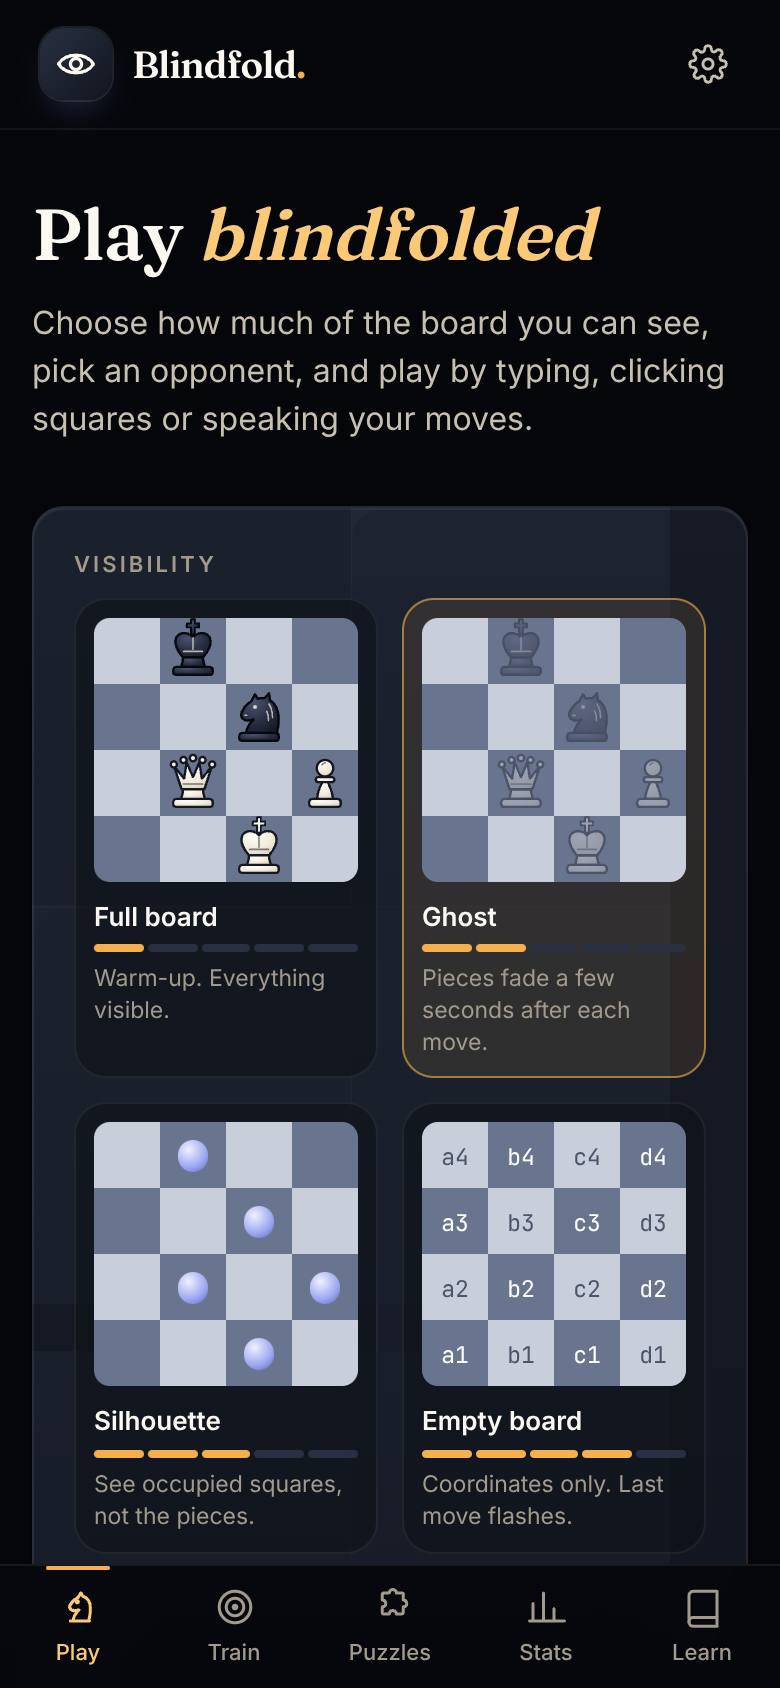 Blindfold.
Play blindfolded
Choose how much of the board you can see,
pick an opponent, and play by typing, clicking
squares or speaking your moves.
VISIBILITY
Full board
Warm-up. Everything
visible.
Ghost
Pieces fade a few
seconds after each
move.
Silhouette
See occupied squares,
not the pieces.
a4 b4 c4 d4
a3 b3 c3 d3
a2 b2 c2 d2
a1 b1 c1 d1
Empty board
Coordinates only. Last
move flashes.
Play Train Puzzles Stats Learn